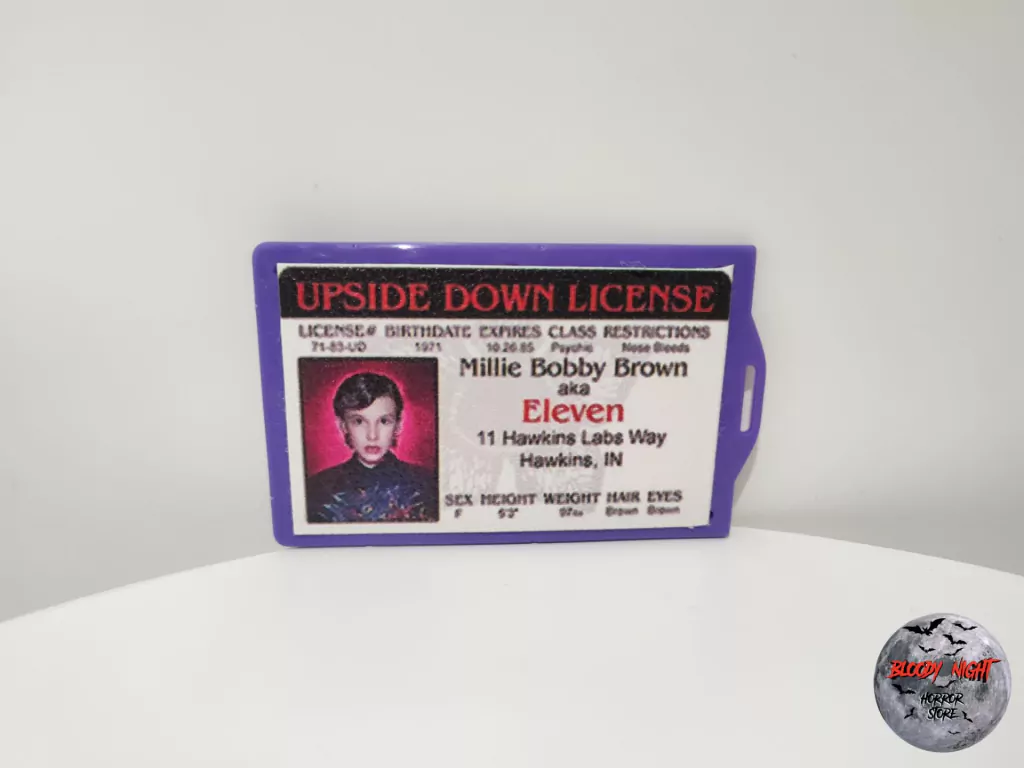 UPSIDE DOWN LICENSE
LICENSE# BIRTHDATE EXPIRES CLASS RESTRICTIONS
71-83-UD 1971 10.26.85 Psychic Nose Bleeds
Millie Bobby Brown
aka
Eleven
11 Hawkins Labs Way
Hawkins, IN
SEX HEIGHT WEIGHT HAIR EYES
F 5'3" Brown Brown
BLOODY NIGHT
HORROR
STORE